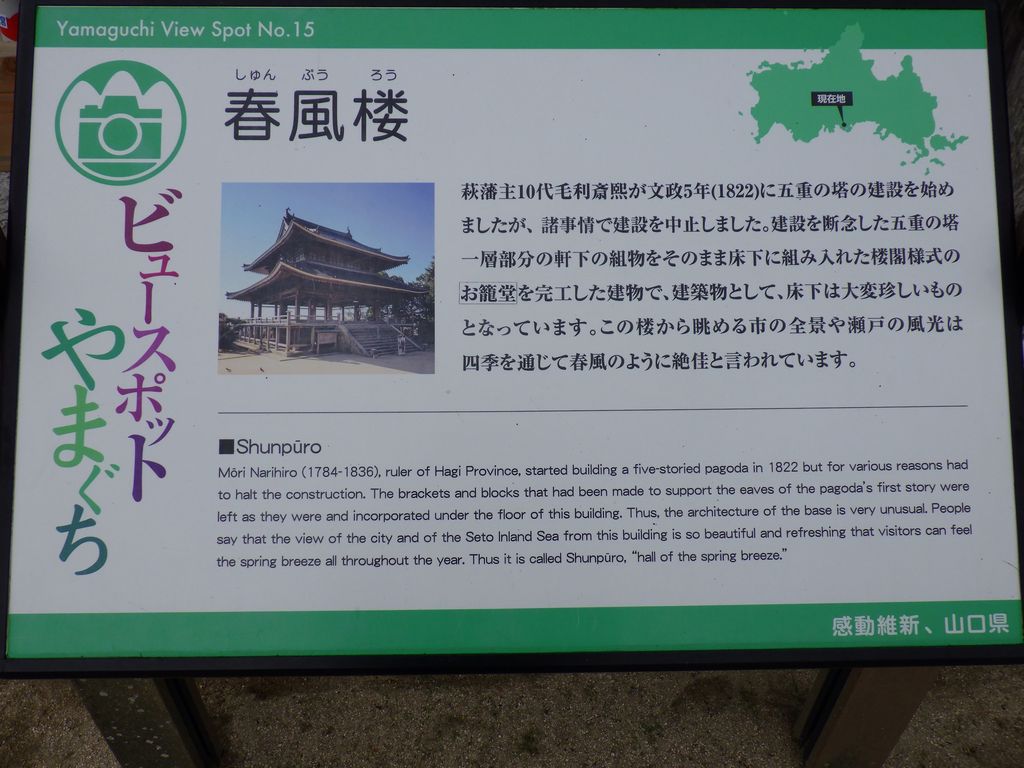 Yamaguchi View Spot No.15
しゅん ぷう ろう
春風楼
現在地
ビュースポット
やまぐち
萩藩主10代毛利斎熙が文政5年(1822)に五重の塔の建設を始め
ましたが、諸事情で建設を中止しました。建設を断念した五重の塔
一層部分の軒下の組物をそのまま床下に組み入れた楼閣様式の
お籠堂を完工した建物で、建築物として、床下は大変珍しいもの
となっています。この楼から眺める市の全景や瀬戸の風光は
四季を通じて春風のように絶佳と言われています。
■Shunpūro
Mōri Narihiro (1784-1836), ruler of Hagi Province, started building a five-storied pagoda in 1822 but for various reasons had
to halt the construction. The brackets and blocks that had been made to support the eaves of the pagoda's first story were
left as they were and incorporated under the floor of this building. Thus, the architecture of the base is very unusual. People
say that the view of the city and of the Seto Inland Sea from this building is so beautiful and refreshing that visitors can feel
the spring breeze all throughout the year. Thus it is called Shunpūro, "hall of the spring breeze."
感動維新、山口県